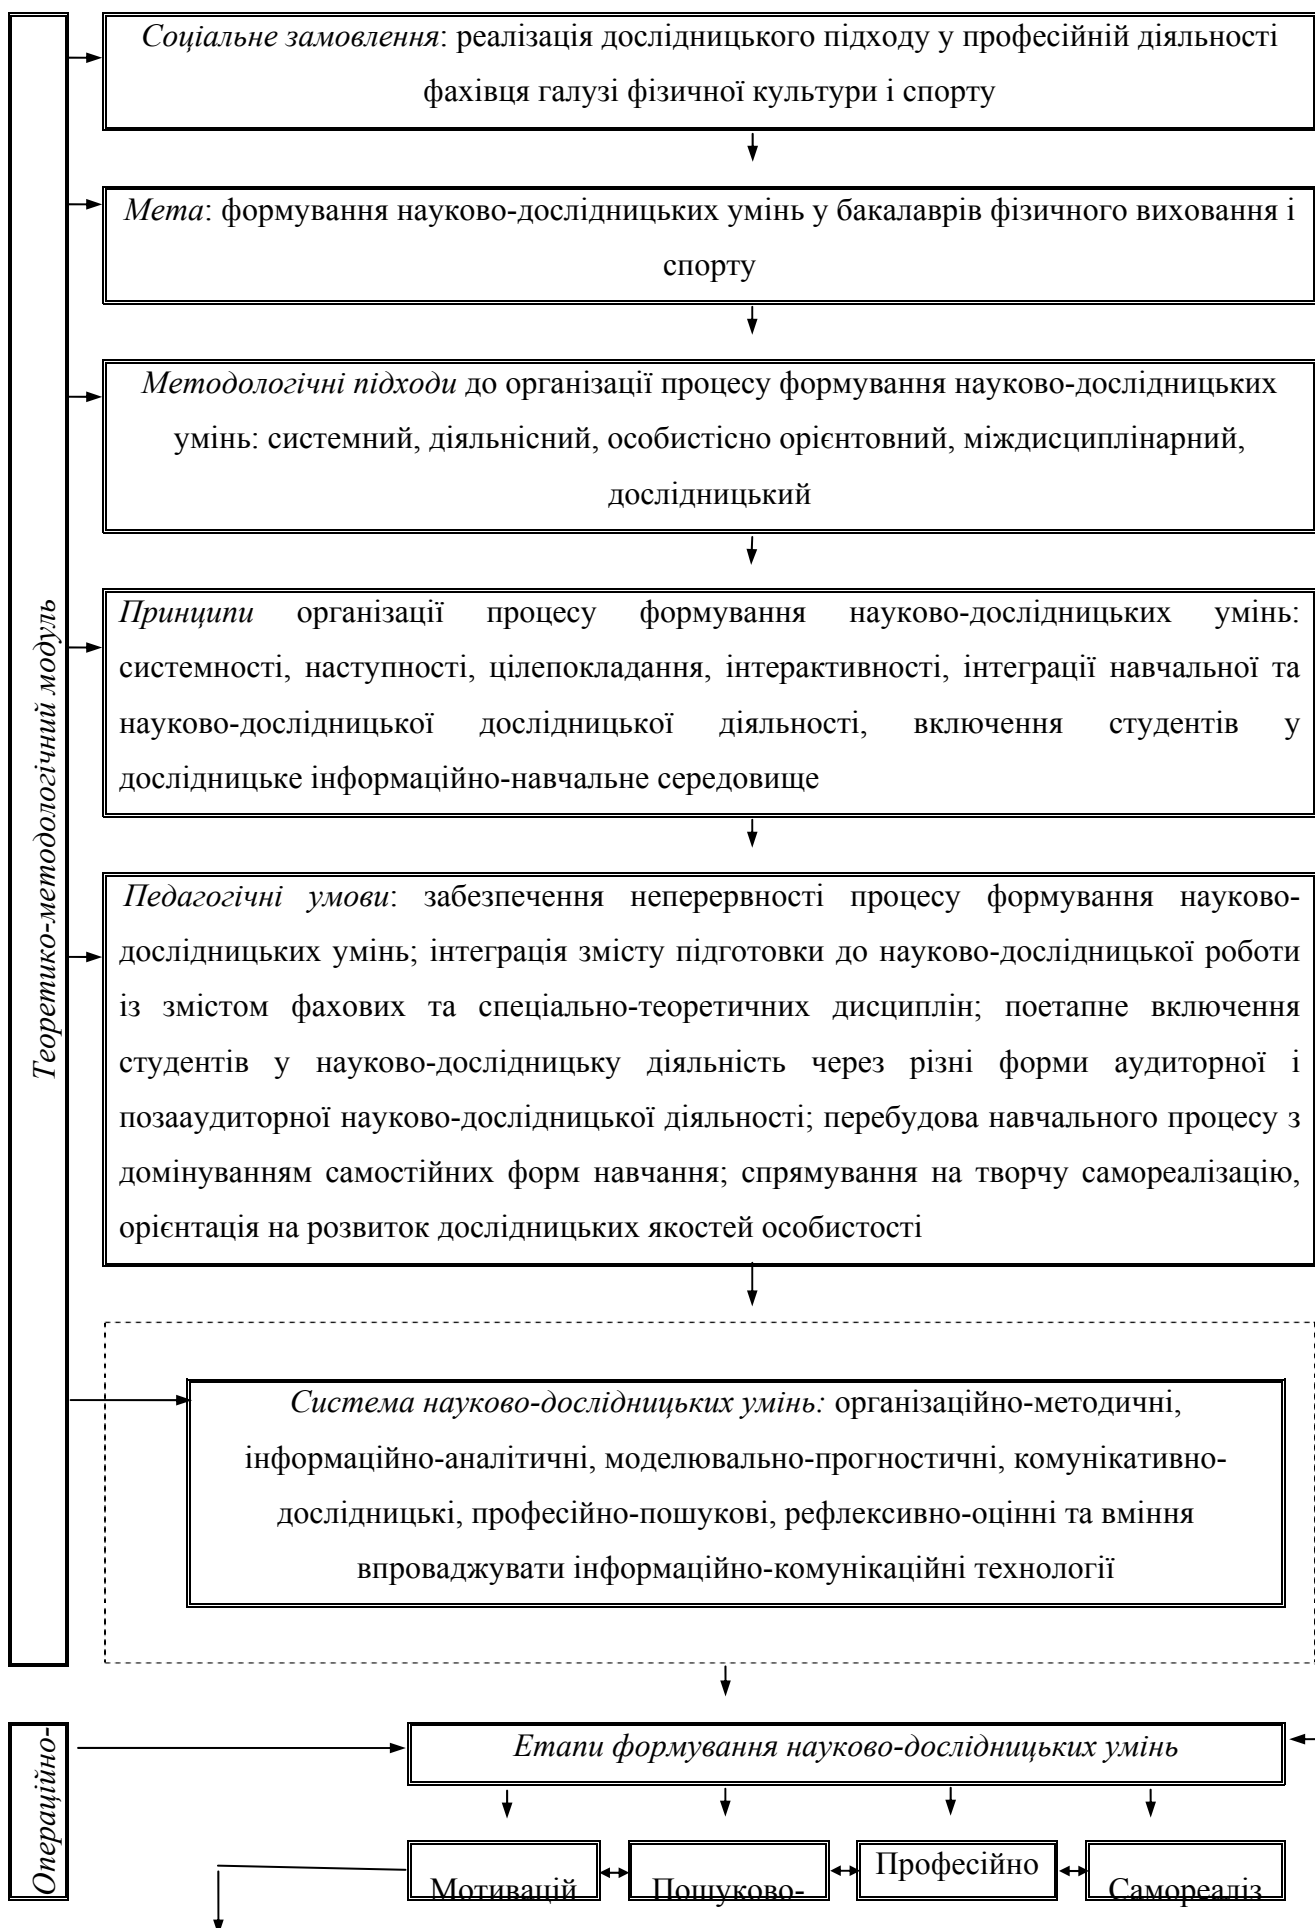 Соціальне замовлення: реалізація дослідницького підходу у професійній діяльності
фахівця галузі фізичної культури і спорту
Мета: формування науково-дослідницьких умінь у бакалаврів фізичного виховання і
спорту
Методологічні підходи до організації процесу формування науково-дослідницьких
умінь: системний, діяльнісний, особистісно орієнтовний, міждисциплінарний,
дослідницький
Теоретико-методологічний модуль
Принципи організації процесу формування науково-дослідницьких умінь:
системності, наступності, цілепокладання, інтерактивності, інтеграції навчальної та
науково-дослідницької дослідницької діяльності, включення студентів у
дослідницьке інформаційно-навчальне середовище
Педагогічні умови: забезпечення неперервності процесу формування науково-
дослідницьких умінь; інтеграція змісту підготовки до науково-дослідницької роботи
із змістом фахових та спеціально-теоретичних дисциплін; поетапне включення
студентів у науково-дослідницьку діяльність через різні форми аудиторної і
позааудиторної науково-дослідницької діяльності; перебудова навчального процесу з
домінуванням самостійних форм навчання; спрямування на творчу самореалізацію,
орієнтація на розвиток дослідницьких якостей особистості
Система науково-дослідницьких умінь: організаційно-методичні,
інформаційно-аналітичні, моделювально-прогностичні, комунікативно-
дослідницькі, професійно-пошукові, рефлексивно-оцінні та вміння
впроваджувати інформаційно-комунікаційні технології
Операційно-
Етапи формування науково-дослідницьких умінь
Мотивацій
Пошуково-
Професійно
Самореаліз